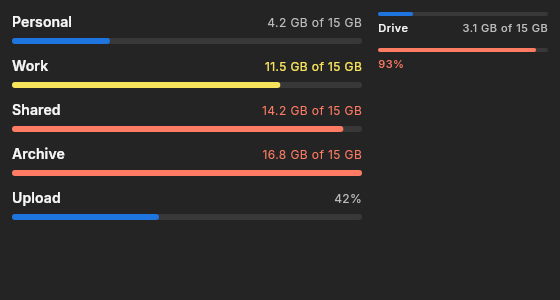 Personal 4.2 GB of 15 GB
Work 11.5 GB of 15 GB
Shared 14.2 GB of 15 GB
Archive 16.8 GB of 15 GB
Upload 42%
Drive 3.1 GB of 15 GB
93%